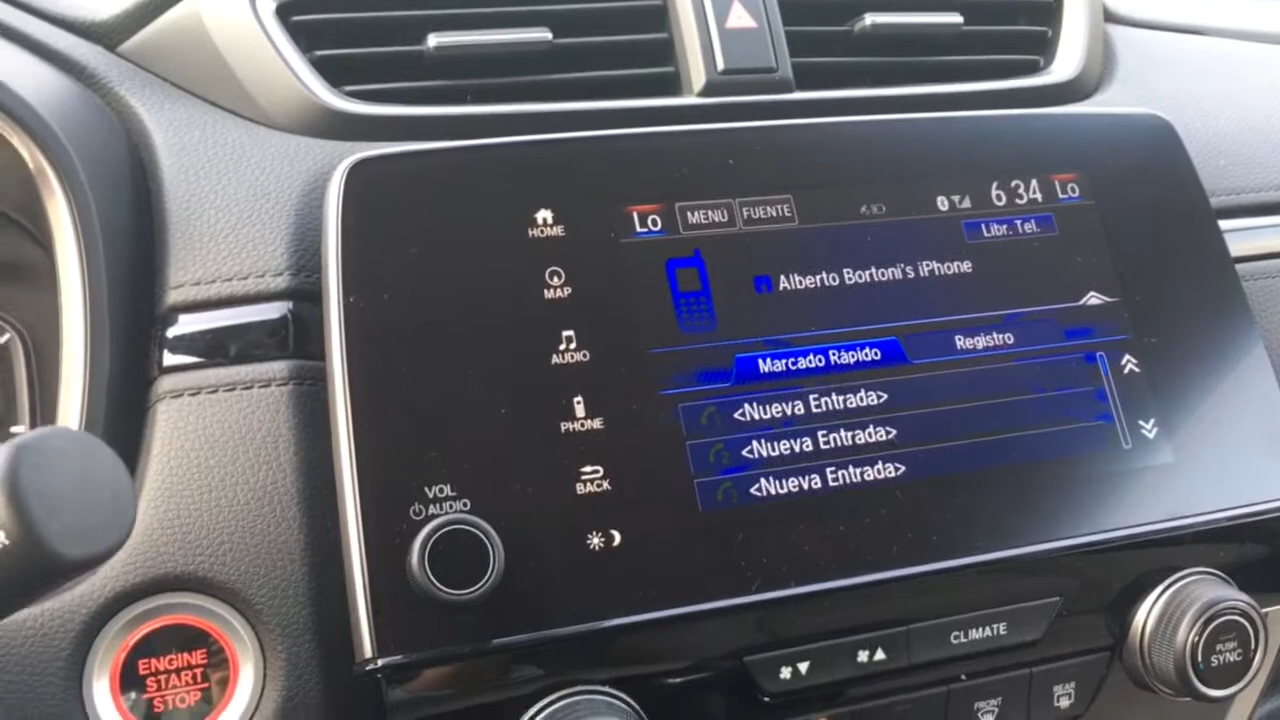 HOME
MAP
AUDIO
PHONE
BACK
VOL
AUDIO
Lo MENÚ FUENTE 6:34 Lo
Libr. Tel.
Alberto Bortoni's iPhone
Marcado Rápido Registro
<Nueva Entrada>
<Nueva Entrada>
<Nueva Entrada>
ENGINE
START
STOP
CLIMATE
FRONT
REAR
PUSH
SYNC